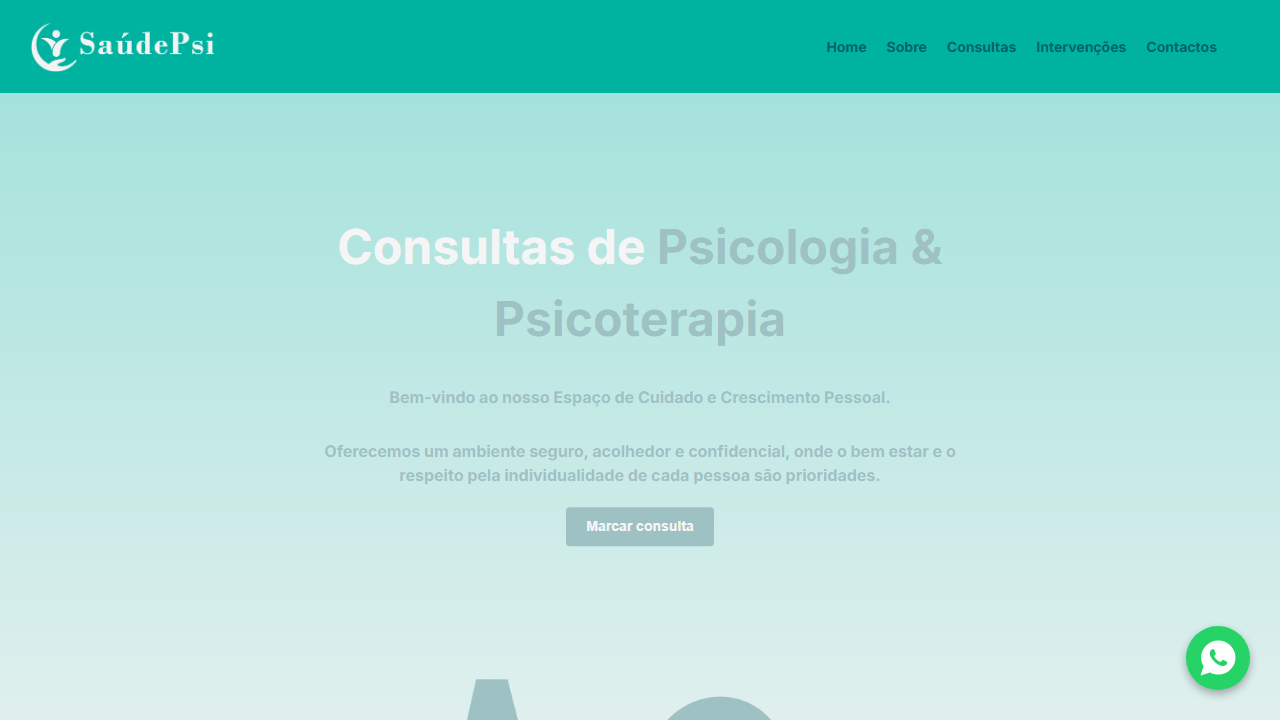 SaúdePsi
Home Sobre Consultas Intervenções Contactos
Consultas de Psicologia &
Psicoterapia
Bem-vindo ao nosso Espaço de Cuidado e Crescimento Pessoal.
Oferecemos um ambiente seguro, acolhedor e confidencial, onde o bem estar e o
respeito pela individualidade de cada pessoa são prioridades.
Marcar consulta